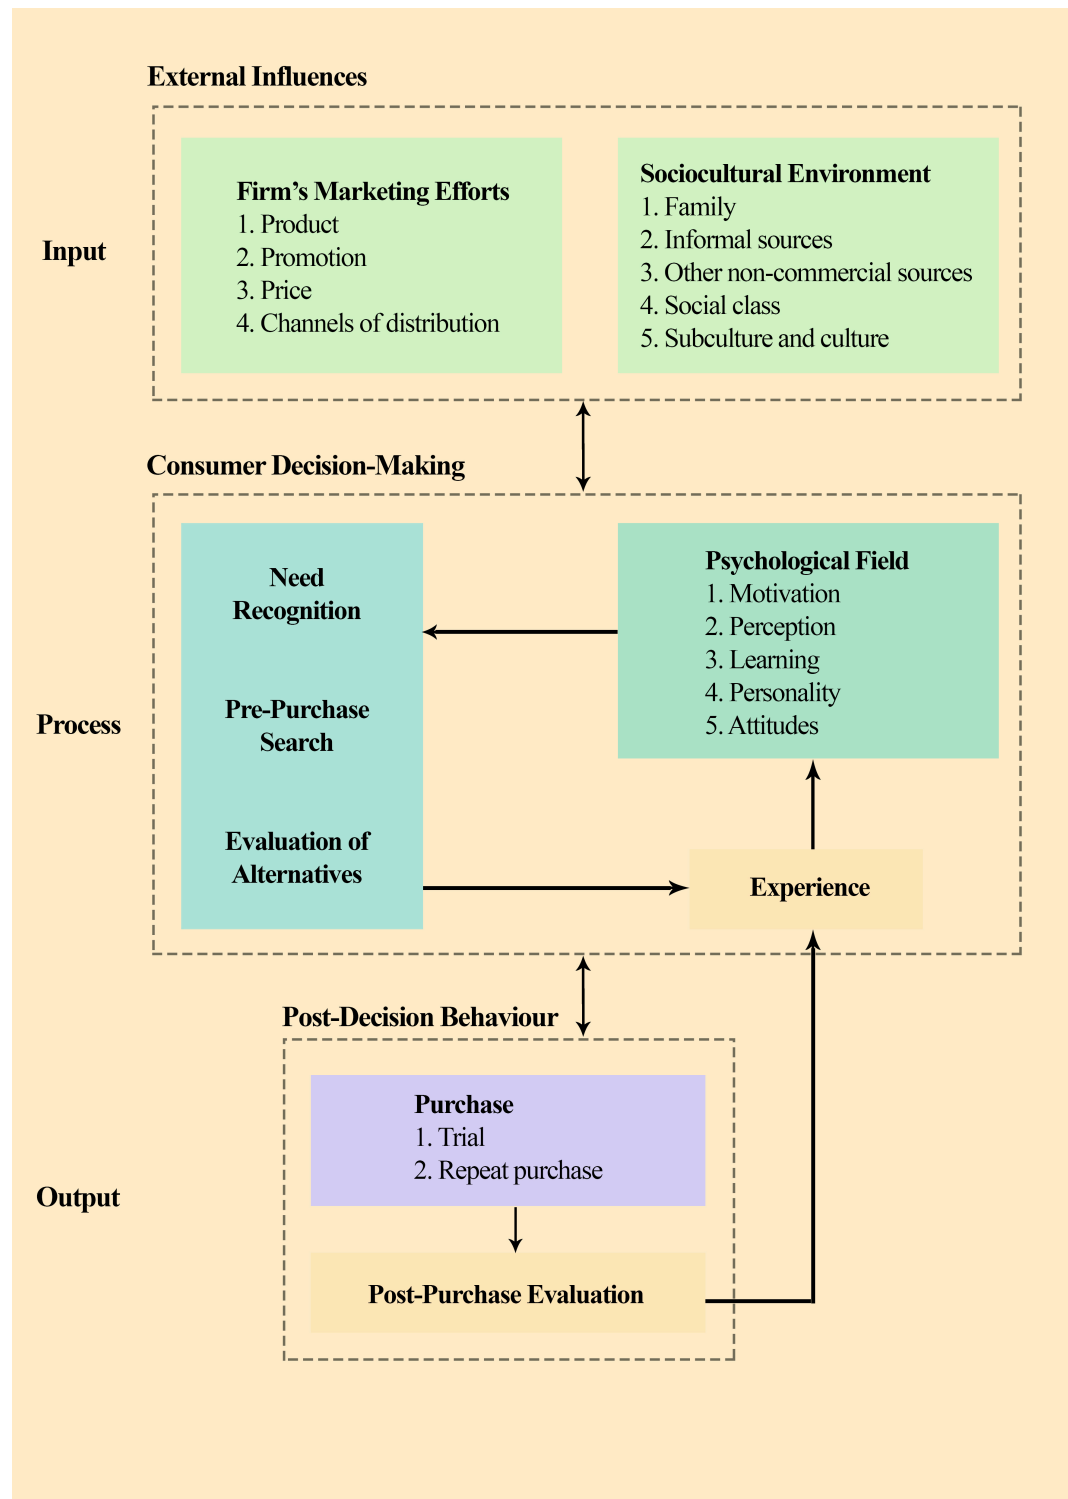 External Influences
Input
Firm’s Marketing Efforts
1. Product
2. Promotion
3. Price
4. Channels of distribution
Sociocultural Environment
1. Family
2. Informal sources
3. Other non-commercial sources
4. Social class
5. Subculture and culture
Consumer Decision-Making
Process
Need
Recognition
Pre-Purchase
Search
Evaluation of
Alternatives
Psychological Field
1. Motivation
2. Perception
3. Learning
4. Personality
5. Attitudes
Experience
Post-Decision Behaviour
Output
Purchase
1. Trial
2. Repeat purchase
Post-Purchase Evaluation